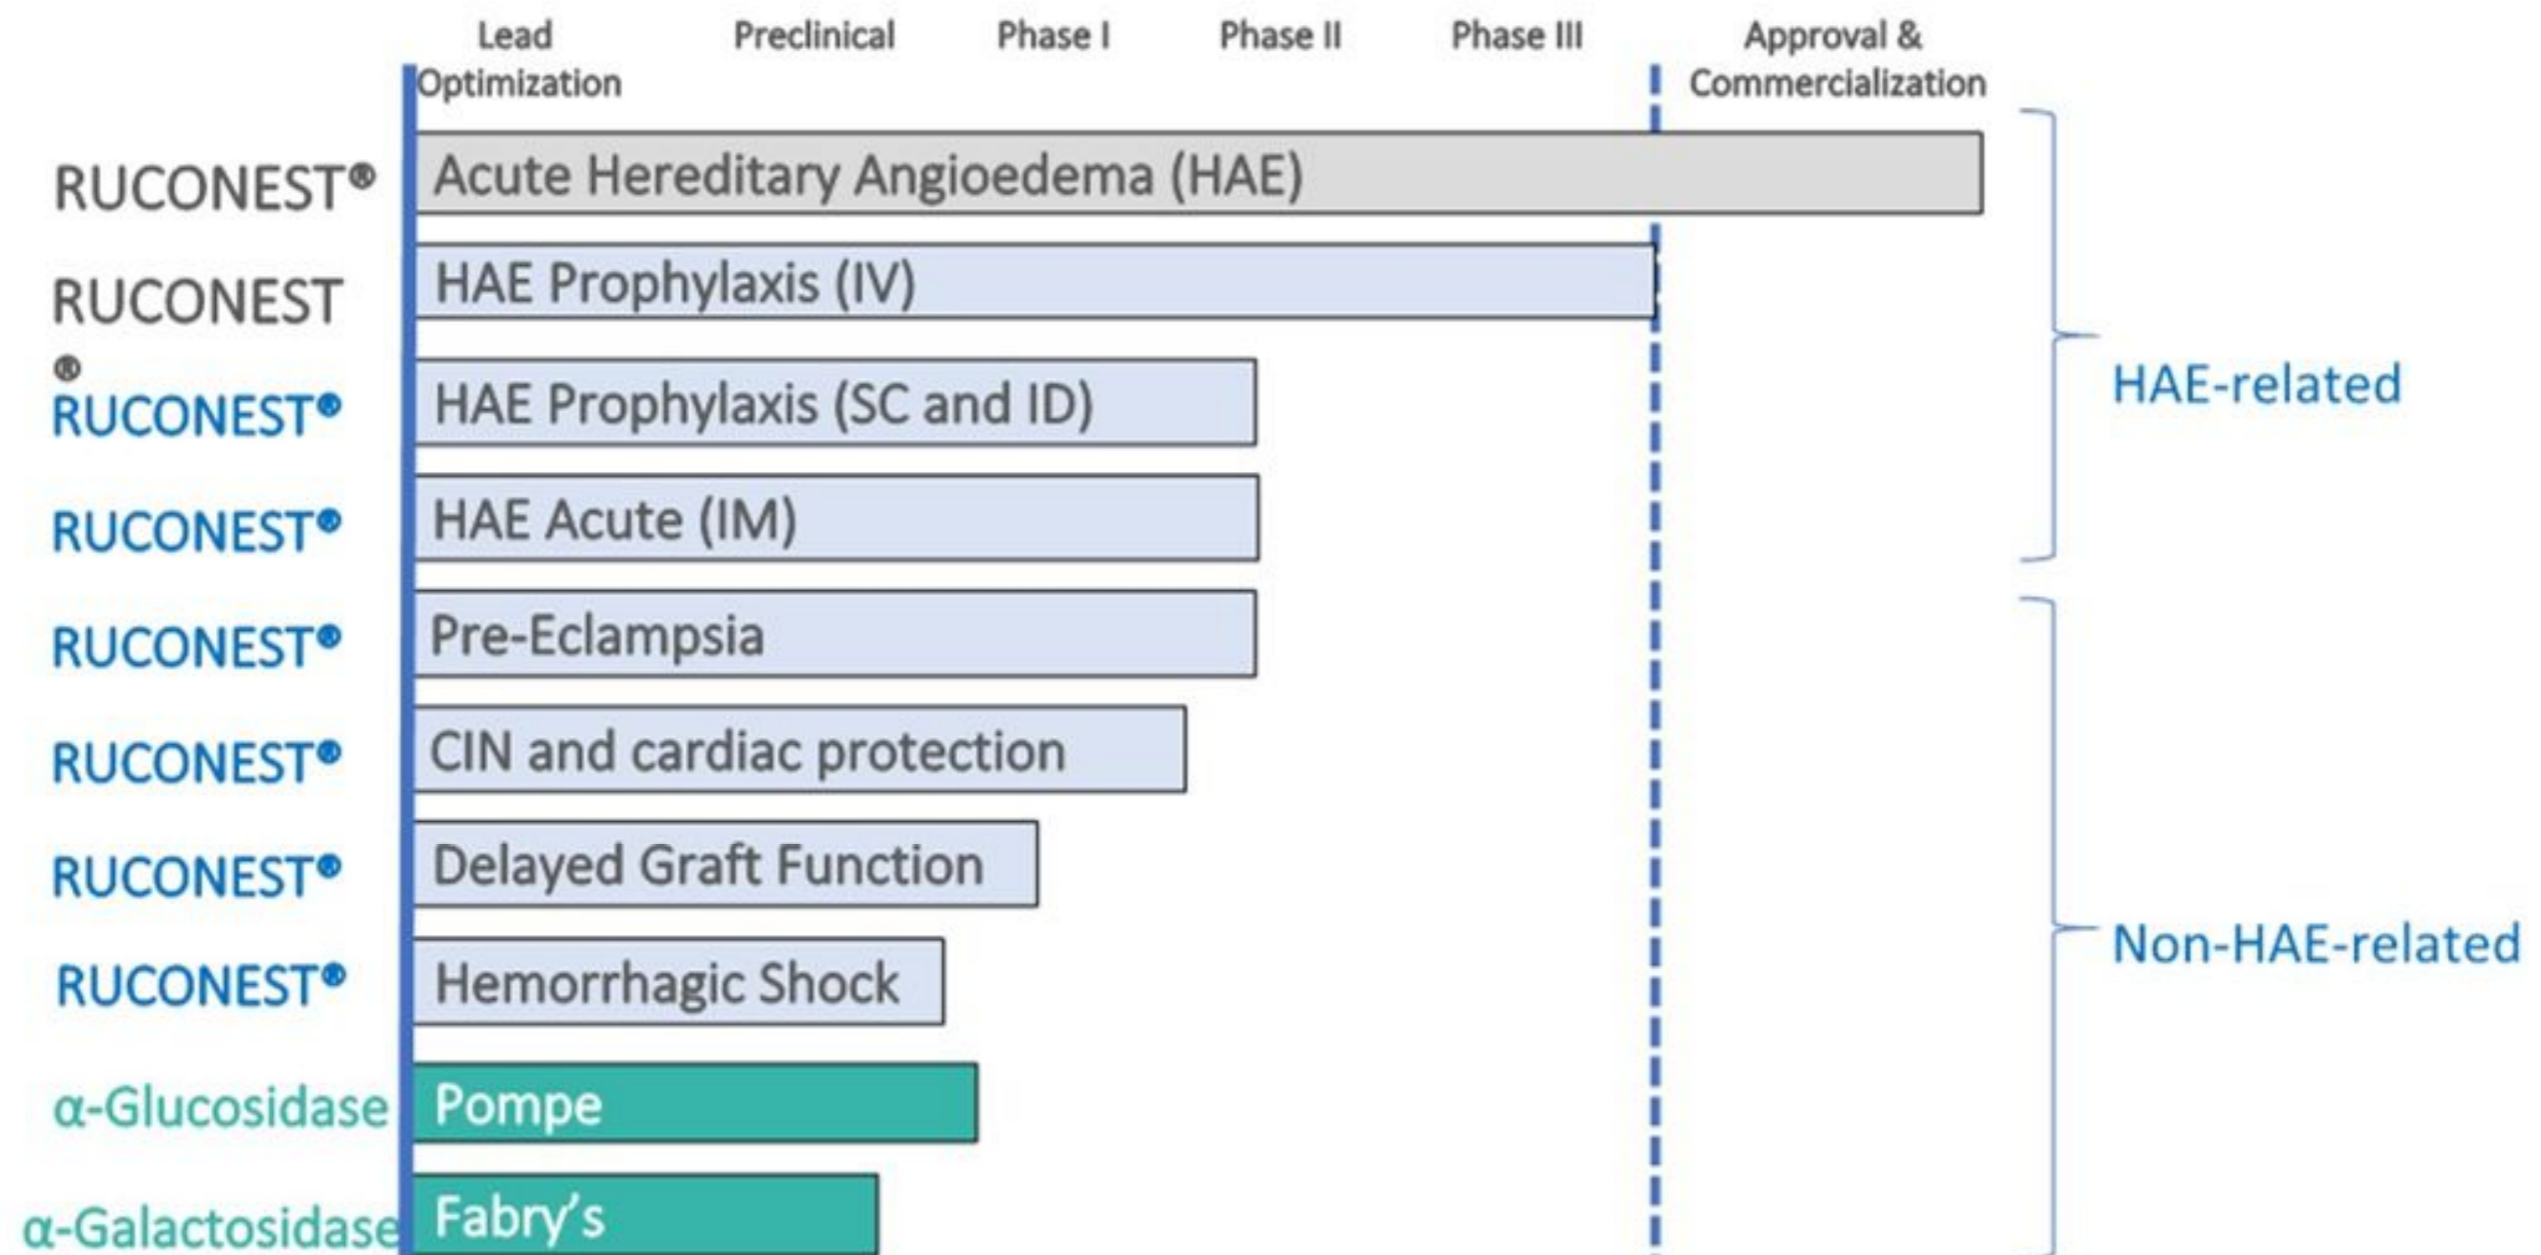 Lead Optimization
Preclinical
Phase I
Phase II
Phase III
Approval & Commercialization
RUCONEST® Acute Hereditary Angioedema (HAE)
RUCONEST ® HAE Prophylaxis (IV)
RUCONEST® HAE Prophylaxis (SC and ID)
HAE-related
RUCONEST® HAE Acute (IM)
RUCONEST® Pre-Eclampsia
RUCONEST® CIN and cardiac protection
RUCONEST® Delayed Graft Function
Non-HAE-related
RUCONEST® Hemorrhagic Shock
α-Glucosidase Pompe
α-Galactosidase Fabry’s